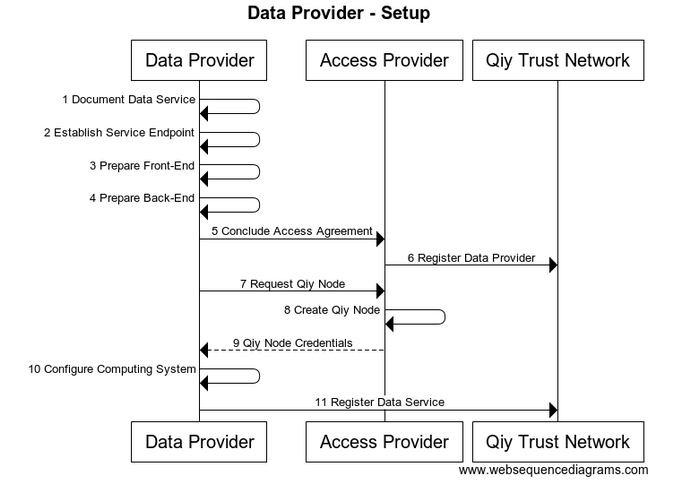 Data Provider - Setup
Data Provider
Access Provider
Qiy Trust Network
1 Document Data Service
2 Establish Service Endpoint
3 Prepare Front-End
4 Prepare Back-End
5 Conclude Access Agreement
6 Register Data Provider
7 Request Qiy Node
8 Create Qiy Node
9 Qiy Node Credentials
10 Configure Computing System
11 Register Data Service
Data Provider
Access Provider
Qiy Trust Network
www.websequencediagrams.com